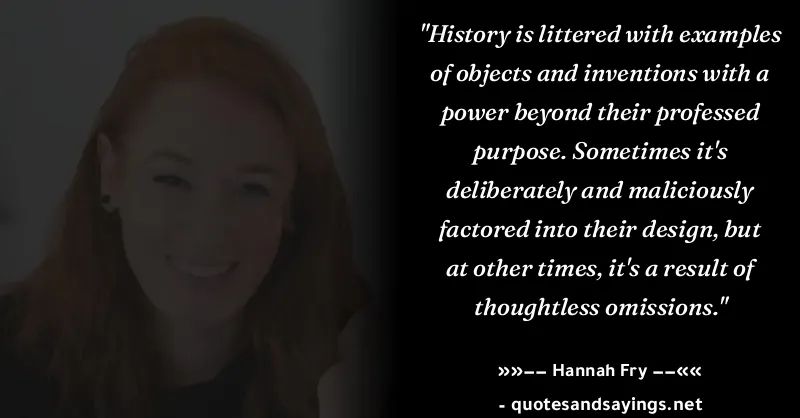 "History is littered with examples
of objects and inventions with a
power beyond their professed
purpose. Sometimes it's
deliberately and maliciously
factored into their design, but
at other times, it's a result of
thoughtless omissions."
»»–– Hannah Fry ––««
- quotesandsayings.net